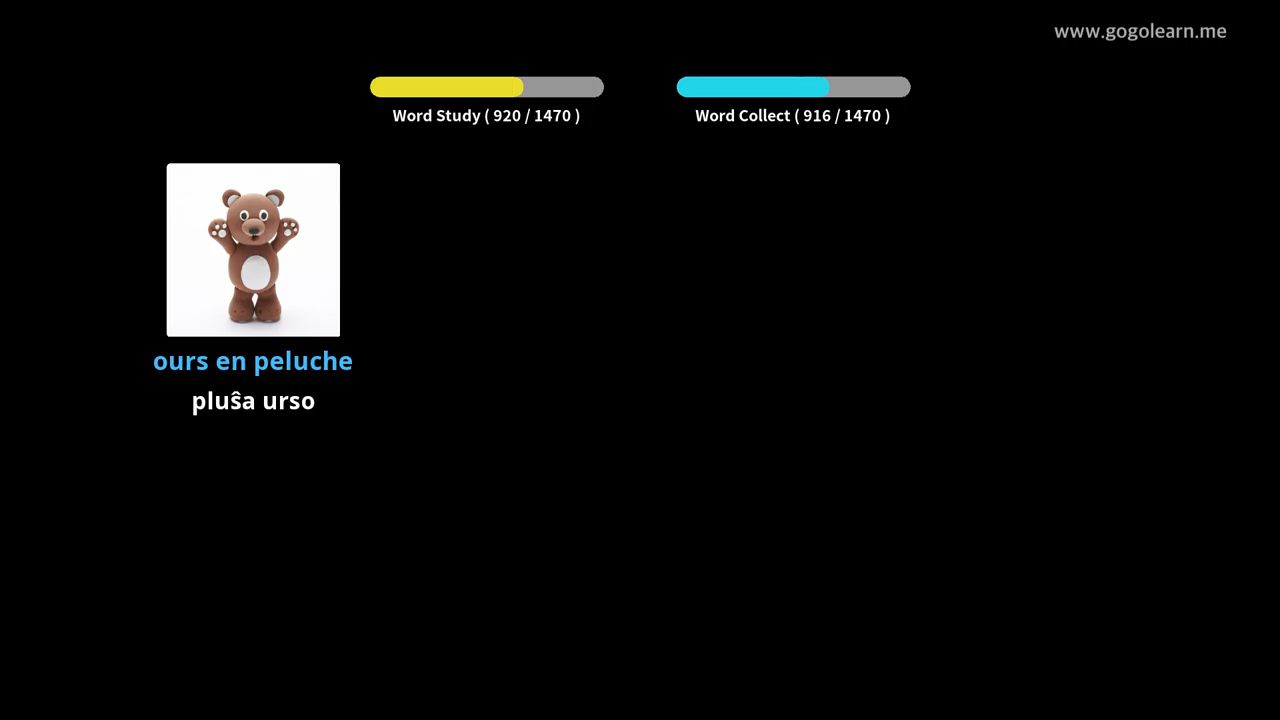 www.gogolearn.me
Word Study ( 920 / 1470 )
Word Collect ( 916 / 1470 )
ours en peluche
pluŝa urso